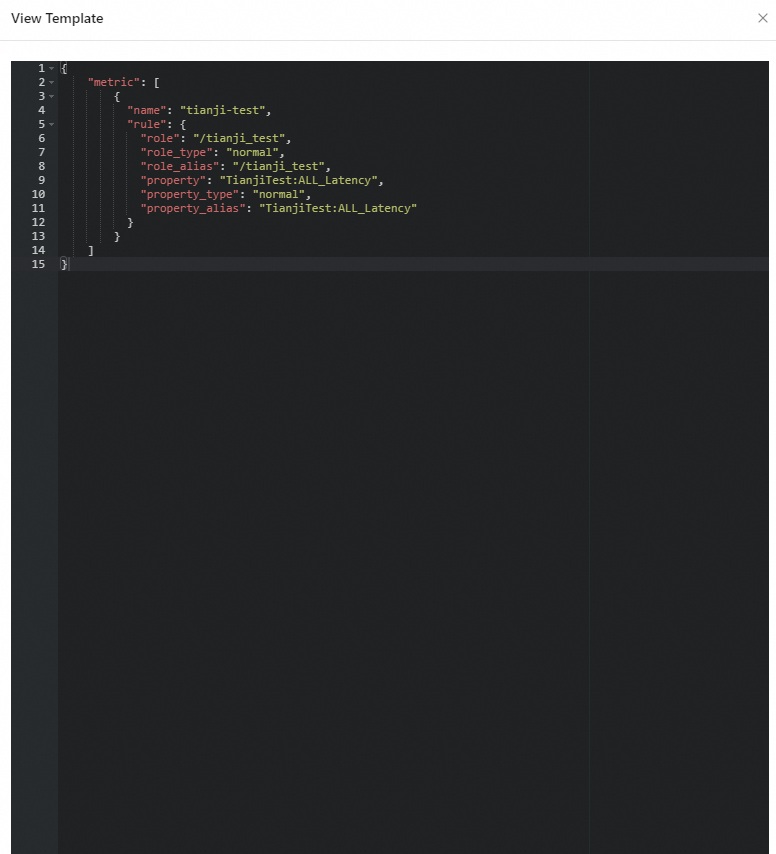 View Template
1 {
2     "metric": [
3         {
4           "name": "tianji-test",
5           "rule": {
6             "role": "/tianji_test",
7             "role_type": "normal",
8             "role_alias": "/tianji_test",
9             "property": "TianjiTest:ALL_Latency",
10             "property_type": "normal",
11             "property_alias": "TianjiTest:ALL_Latency"
12           }
13         }
14     ]
15 }